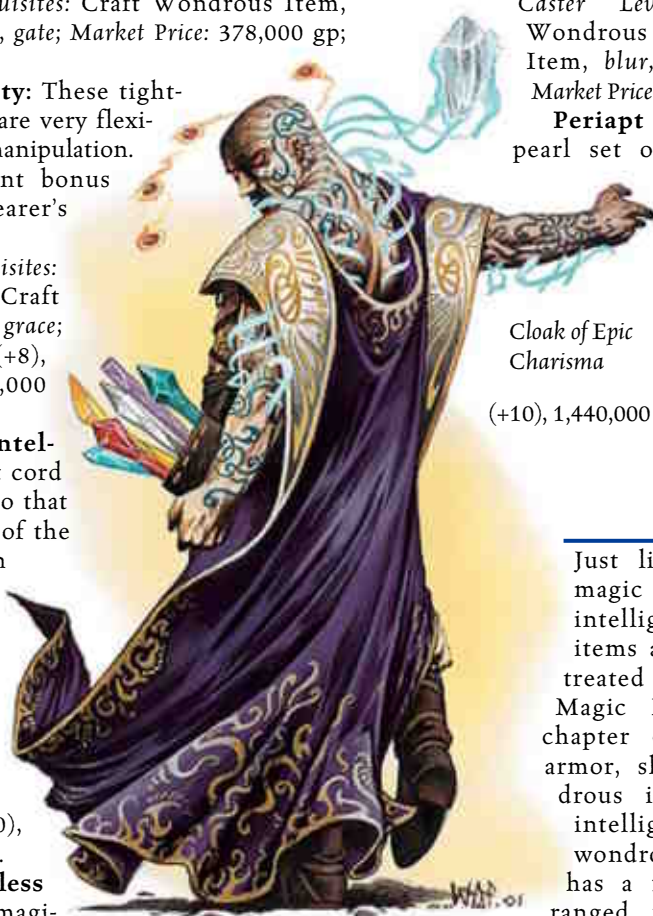 uisites: Craft Wondrous Item,
, gate; Market Price: 378,000 gp;
ty: These tight-
are very flexi-
manipulation.
nt bonus
earer's
isites:
Craft
grace;
(+8),
,000
ntel-
t cord
o that
of the
n
0),
.
less
magi-
Caster Lev
Wondrous
Item, blur,
Market Price
Periapt
pearl set o
Cloak of Epic
Charisma
(+10), 1,440,000
Just li
magic
intellig
items a
treated
Magic
chapter
armor, sh
drous i
intellig
wondro
has a
ranged